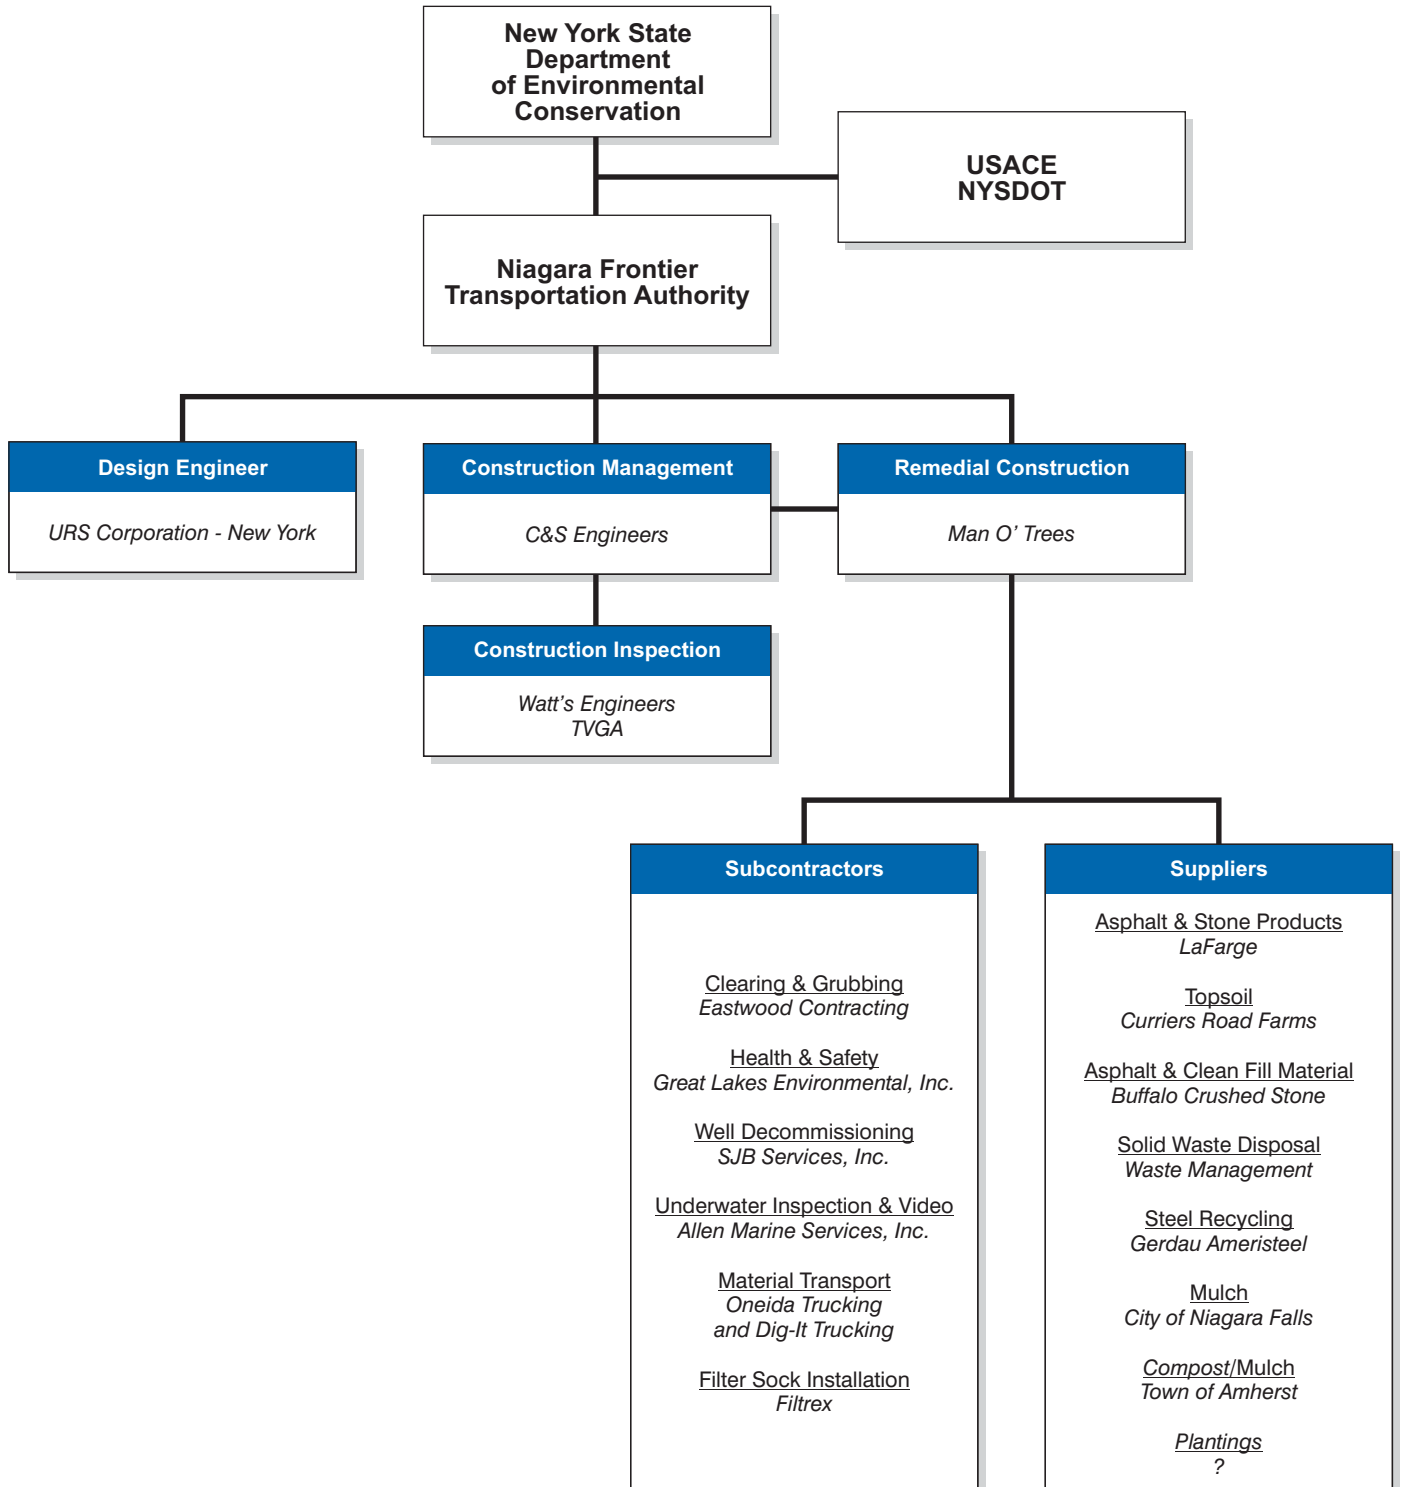 New York State
Department
of Environmental
Conservation
USACE
NYSDOT
Niagara Frontier
Transportation Authority
Design Engineer
URS Corporation - New York
Construction Management
C&S Engineers
Remedial Construction
Man O’ Trees
Construction Inspection
Watt’s Engineers
TVGA
Subcontractors
Clearing & Grubbing
Eastwood Contracting
Health & Safety
Great Lakes Environmental, Inc.
Well Decommissioning
SJB Services, Inc.
Underwater Inspection & Video
Allen Marine Services, Inc.
Material Transport
Oneida Trucking
and Dig-It Trucking
Filter Sock Installation
Filtrex
Suppliers
Asphalt & Stone Products
LaFarge
Topsoil
Curriers Road Farms
Asphalt & Clean Fill Material
Buffalo Crushed Stone
Solid Waste Disposal
Waste Management
Steel Recycling
Gerdau Ameristeel
Mulch
City of Niagara Falls
Compost/Mulch
Town of Amherst
Plantings
?